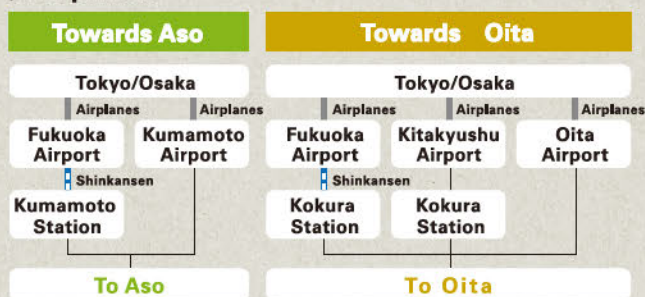 Towards Aso
Towards Oita
Tokyo/Osaka
Tokyo/Osaka
Airplanes
Airplanes
Airplanes
Airplanes
Airplanes
Fukuoka
Airport
Kumamoto
Airport
Fukuoka
Airport
Kitakyushu
Airport
Oita
Airport
Shinkansen
Shinkansen
Kumamoto
Station
Kokura
Station
Kokura
Station
To Aso
To Oita